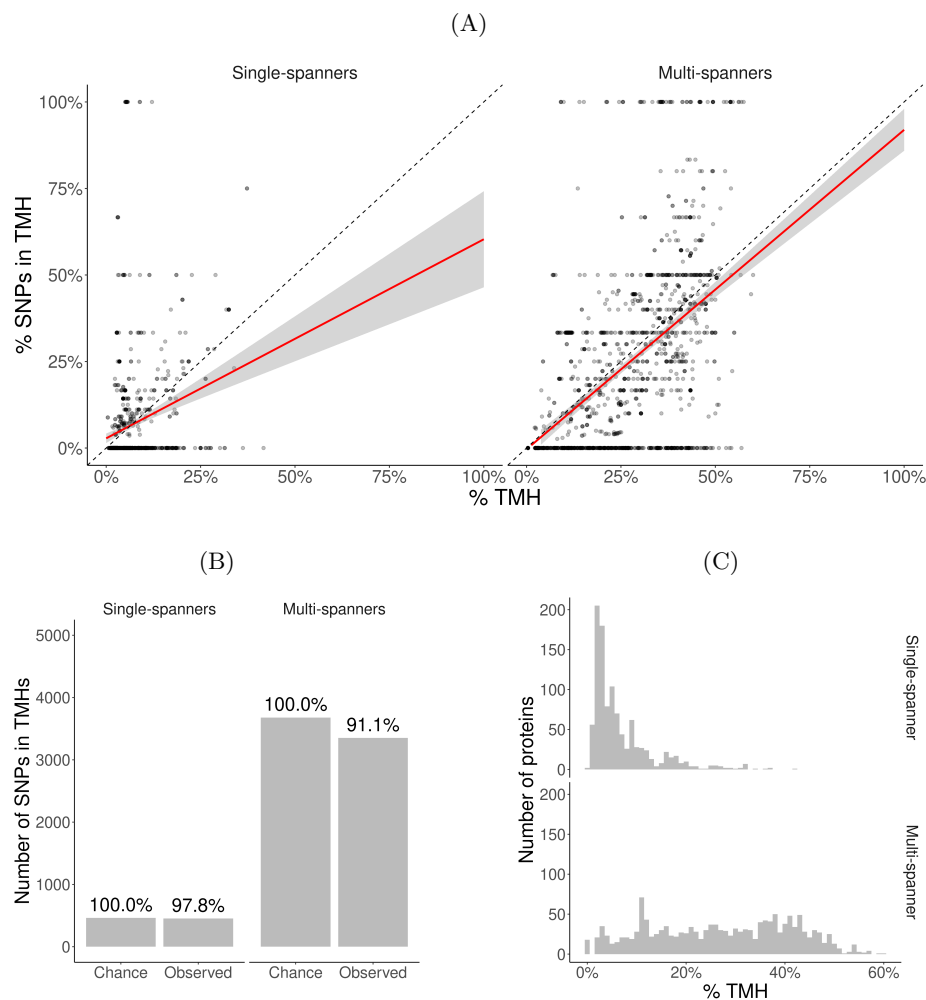 (A)
Single-spanners
Multi-spanners
% SNPs in TMH
100%
75%
50%
25%
0%
0% 25% 50% 75% 100%
0% 25% 50% 75% 100%
% TMH
(B)
Single-spanners
Multi-spanners
Number of SNPs in TMHs
5000
4000
3000
2000
1000
0
100.0%
97.8%
100.0%
91.1%
Chance Observed
Chance Observed
(C)
Number of proteins
200
150
100
50
0
Single-spanner
200
150
100
50
0
Multi-spanner
0% 20% 40% 60%
% TMH